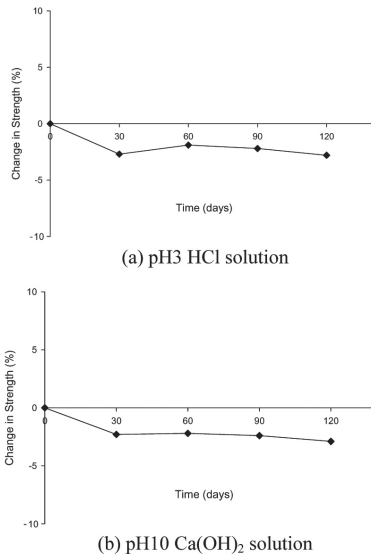 10
5
0
-5
-10
Change in Strength (%)
0 30 60 90 120
Time (days)
(a) pH3 HCl solution
10
5
0
-5
-10
Change in Strength (%)
0 30 60 90 120
Time (days)
(b) pH10 Ca(OH)₂ solution